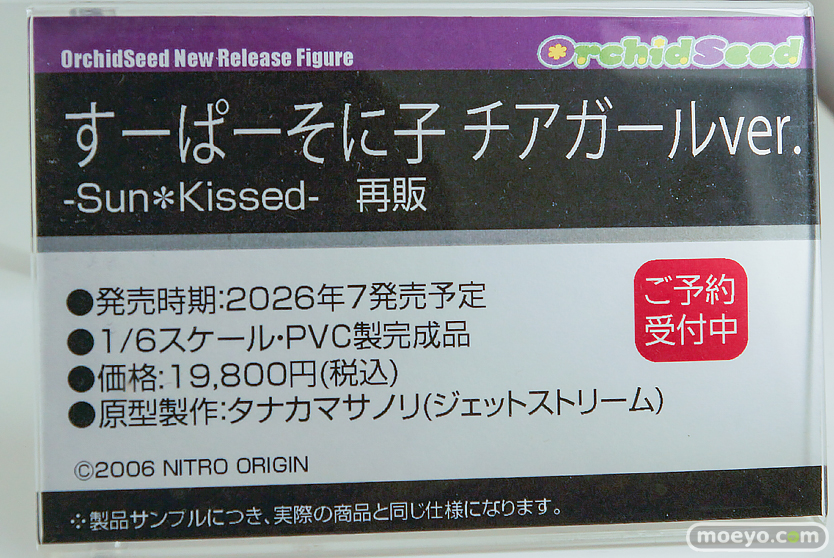 OrchidSeed New Release Figure
OrchidSeed
すーぱーそに子 チアガールver.
-Sun＊Kissed-　再販
●発売時期:2026年7発売予定
●1/6スケール・PVC製完成品
●価格:19,800円(税込)
●原型製作:タナカマサノリ(ジェットストリーム)
ご予約
受付中
©2006 NITRO ORIGIN
※製品サンプルにつき、実際の商品と同じ仕様になります。
moeyo.com